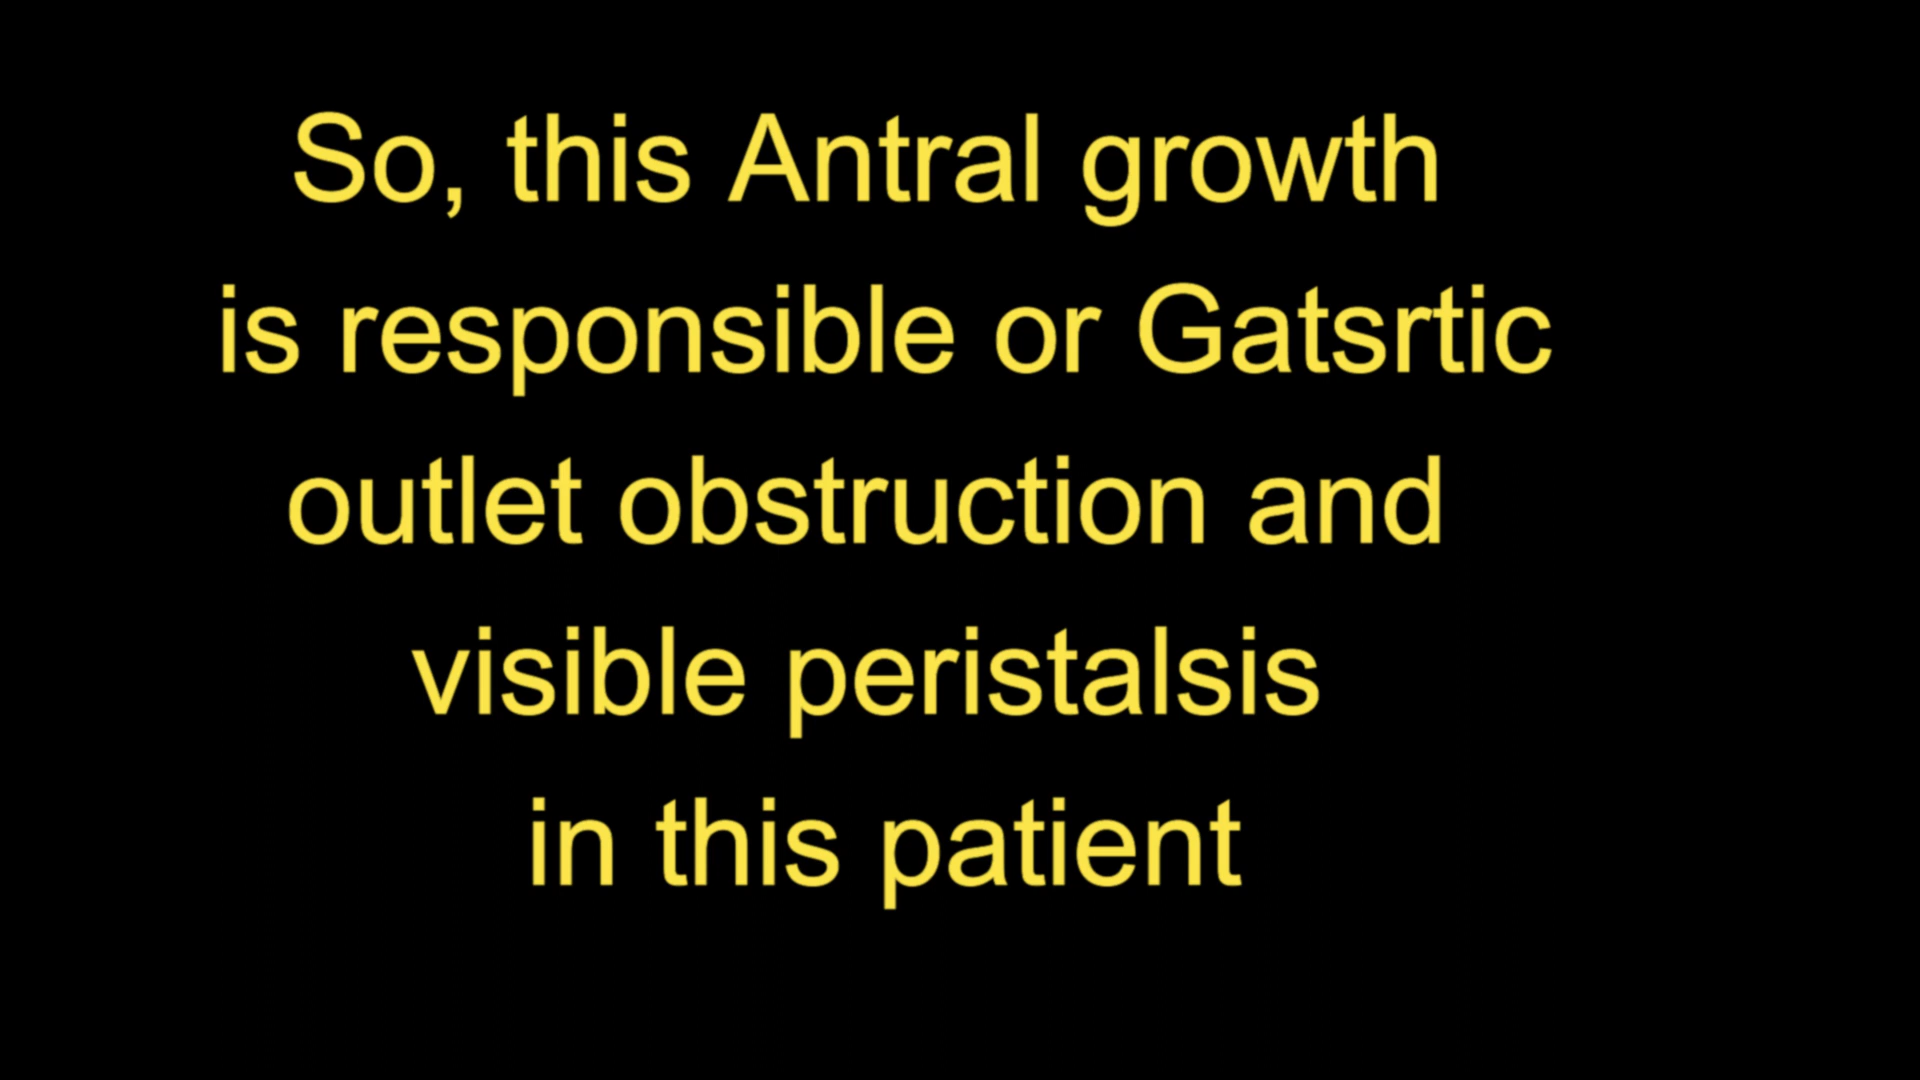 So, this Antral growth
is responsible or Gatsrtic
outlet obstruction and
visible peristalsis
in this patient